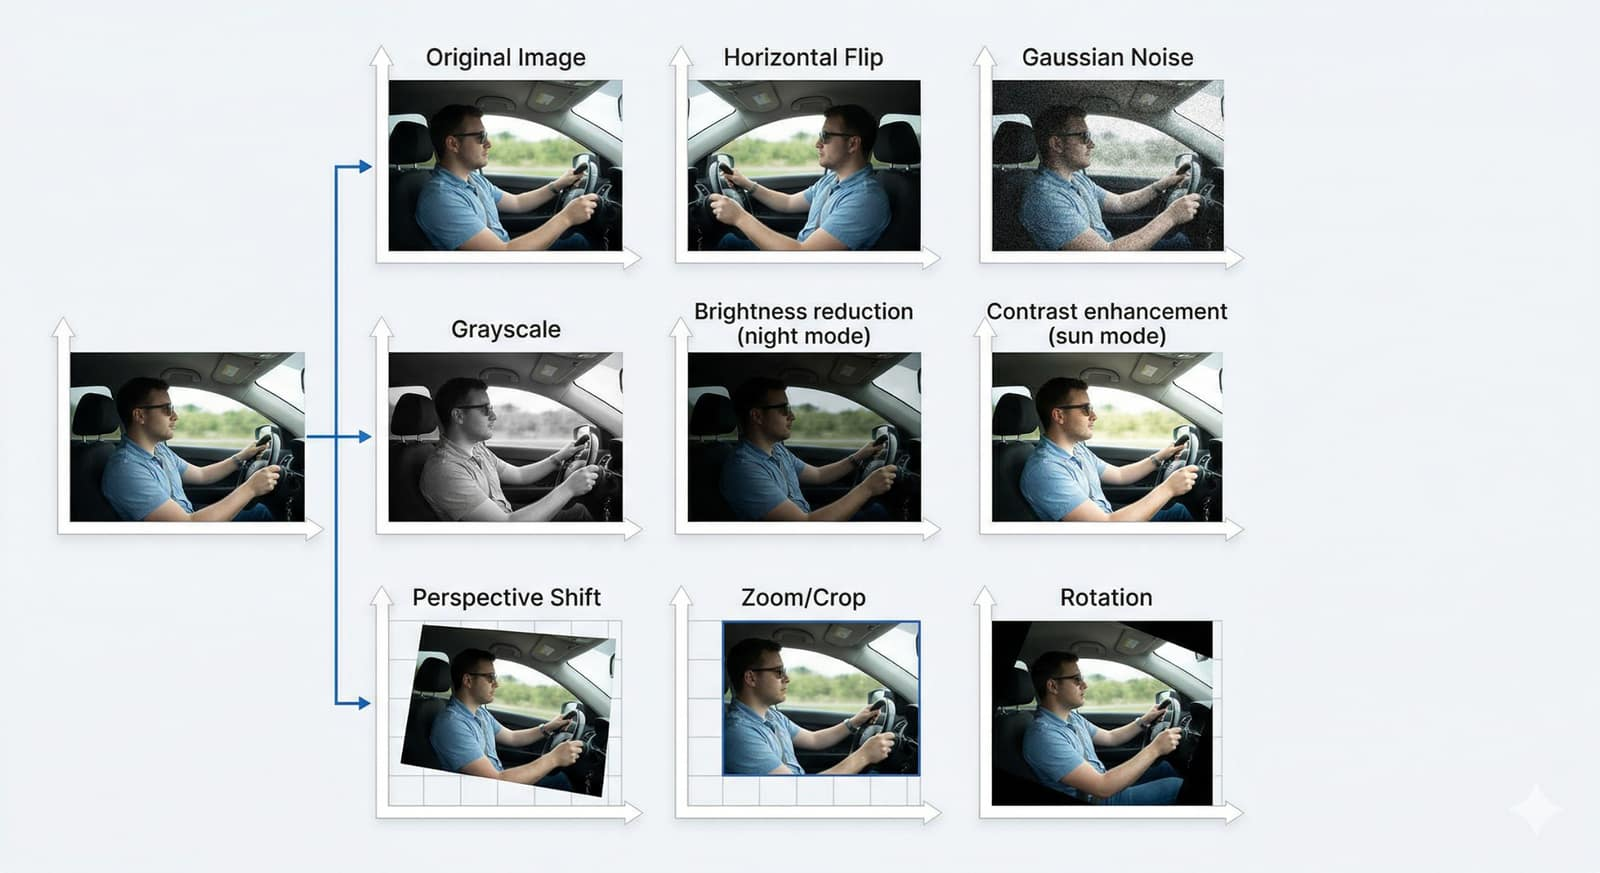 Original Image
Horizontal Flip
Gaussian Noise
Grayscale
Brightness reduction
(night mode)
Contrast enhancement
(sun mode)
Perspective Shift
Zoom/Crop
Rotation